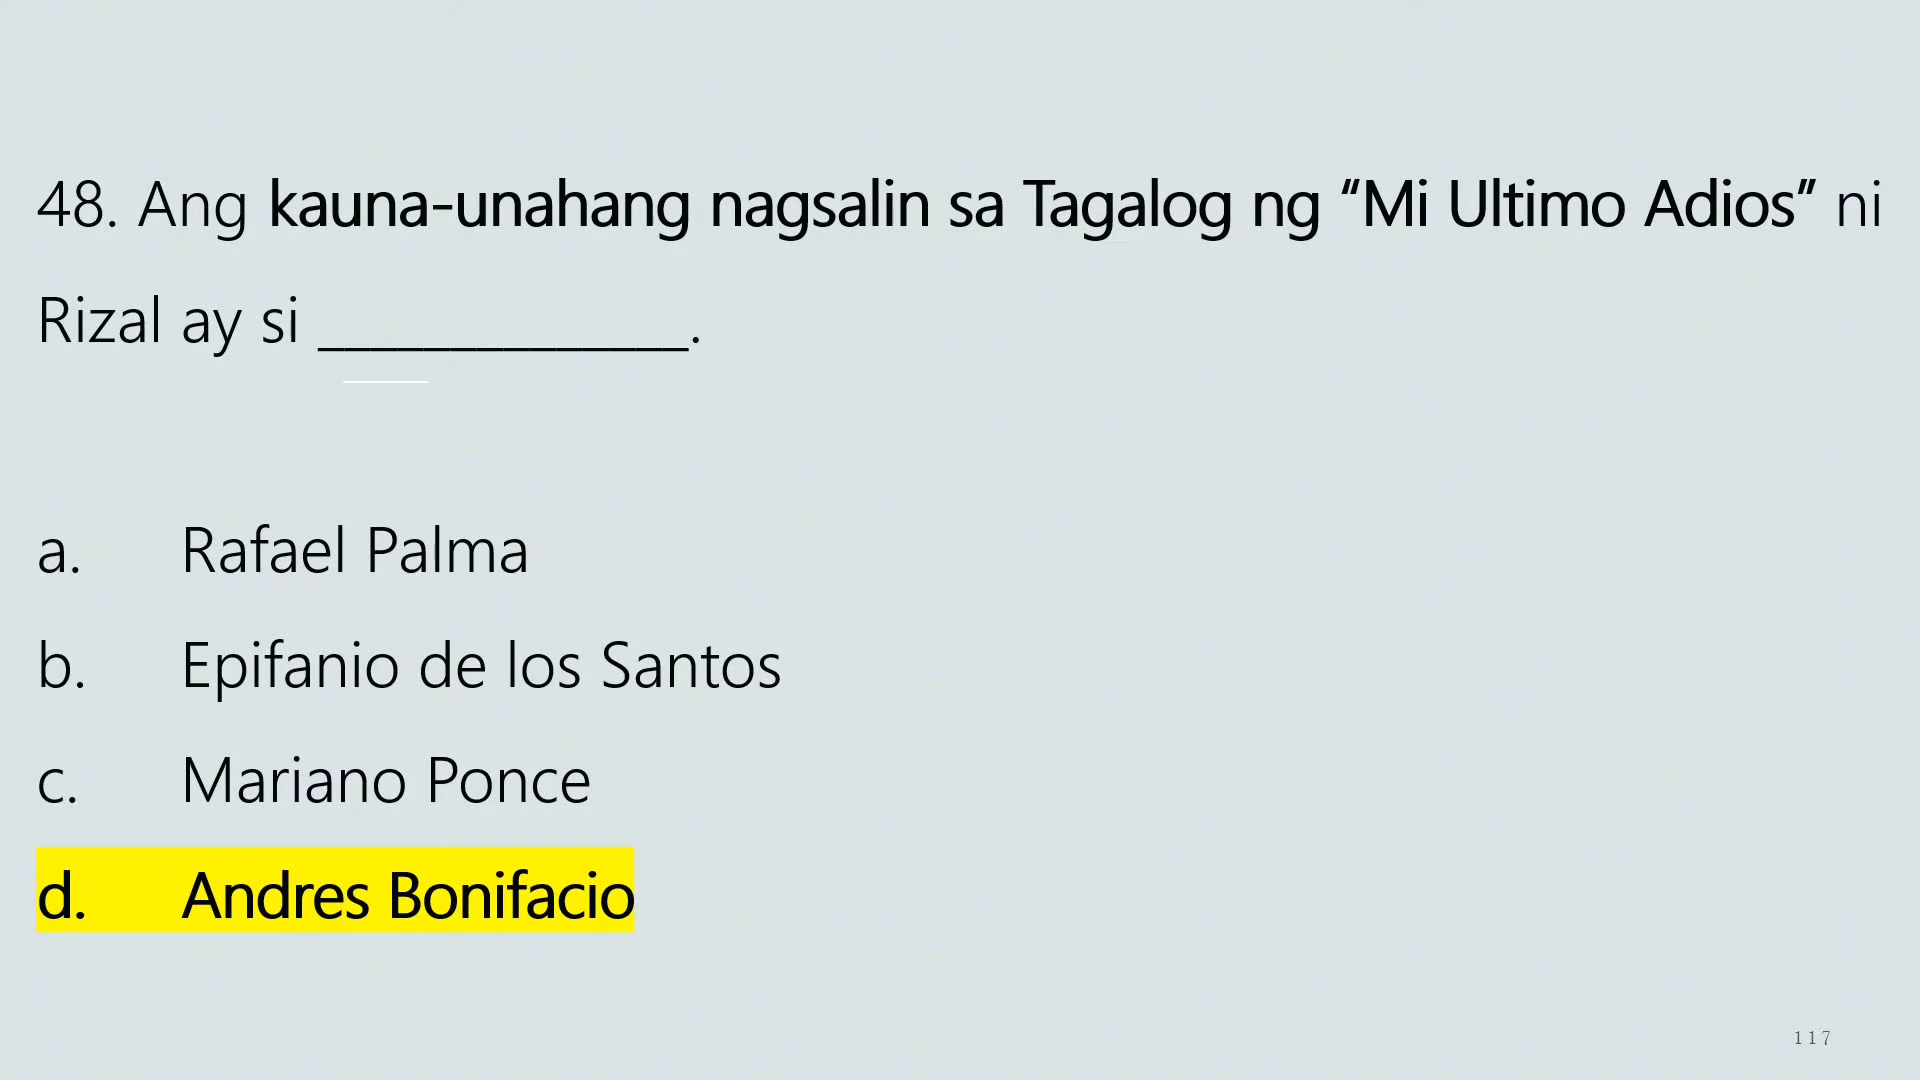 48. Ang kauna-unahang nagsalin sa Tagalog ng “Mi Ultimo Adios” ni
Rizal ay si ______________.
a. Rafael Palma
b. Epifanio de los Santos
c. Mariano Ponce
d. Andres Bonifacio
117